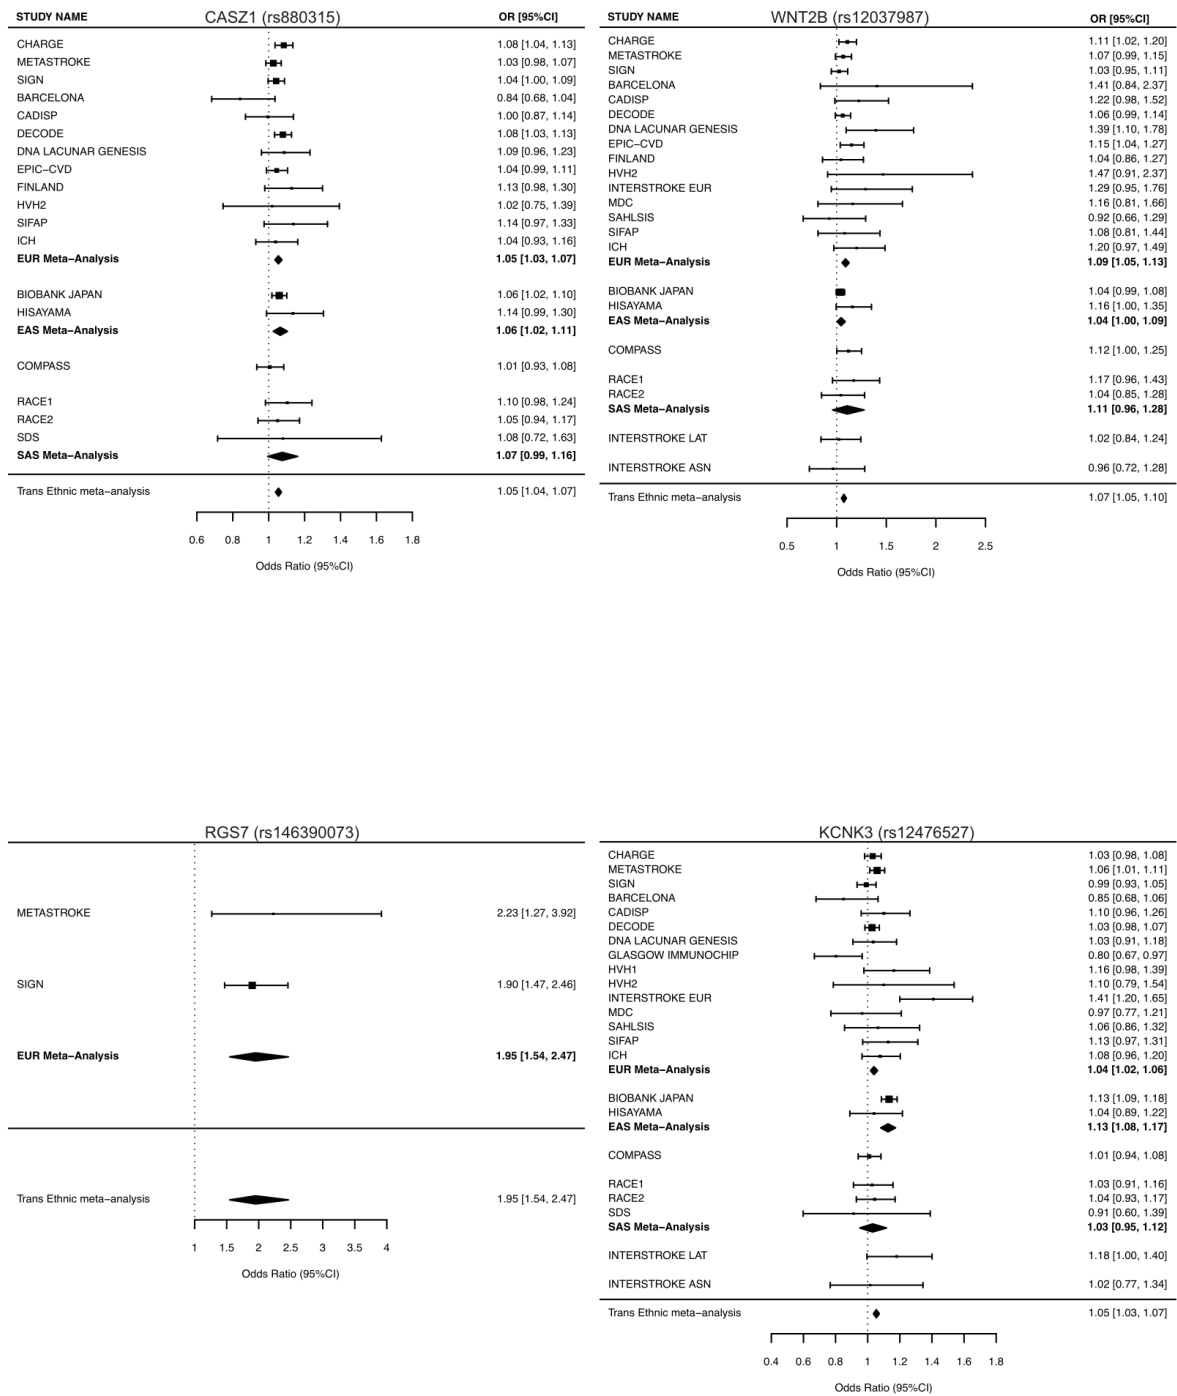 STUDY NAME CASZ1 (rs880315) OR [95%CI]
CHARGE 1.08 [1.04, 1.13]
METASTROKE 1.03 [0.98, 1.07]
SIGN 1.04 [1.00, 1.09]
BARCELONA 0.84 [0.68, 1.04]
CADISP 1.00 [0.87, 1.14]
DECODE 1.08 [1.03, 1.13]
DNA LACUNAR GENESIS 1.09 [0.96, 1.23]
EPIC−CVD 1.04 [0.99, 1.11]
FINLAND 1.13 [0.98, 1.30]
HVH2 1.02 [0.75, 1.39]
SIFAP 1.14 [0.97, 1.33]
ICH 1.04 [0.93, 1.16]
EUR Meta−Analysis 1.05 [1.03, 1.07]
BIOBANK JAPAN 1.06 [1.02, 1.10]
HISAYAMA 1.14 [0.99, 1.30]
EAS Meta−Analysis 1.06 [1.02, 1.11]
COMPASS 1.01 [0.93, 1.08]
RACE1 1.10 [0.98, 1.24]
RACE2 1.05 [0.94, 1.17]
SDS 1.08 [0.72, 1.63]
SAS Meta−Analysis 1.07 [0.99, 1.16]
Trans Ethnic meta−analysis 1.05 [1.04, 1.07]
0.6 0.8 1 1.2 1.4 1.6 1.8
Odds Ratio (95%CI)
STUDY NAME WNT2B (rs12037987) OR [95%CI]
CHARGE 1.11 [1.02, 1.20]
METASTROKE 1.07 [0.99, 1.15]
SIGN 1.03 [0.95, 1.11]
BARCELONA 1.41 [0.84, 2.37]
CADISP 1.22 [0.98, 1.52]
DECODE 1.06 [0.99, 1.14]
DNA LACUNAR GENESIS 1.39 [1.10, 1.78]
EPIC−CVD 1.15 [1.04, 1.27]
FINLAND 1.04 [0.86, 1.27]
HVH2 1.47 [0.91, 2.37]
INTERSTROKE EUR 1.29 [0.95, 1.76]
MDC 1.16 [0.81, 1.66]
SAHLSIS 0.92 [0.66, 1.29]
SIFAP 1.08 [0.81, 1.44]
ICH 1.20 [0.97, 1.49]
EUR Meta−Analysis 1.09 [1.05, 1.13]
BIOBANK JAPAN 1.04 [0.99, 1.08]
HISAYAMA 1.16 [1.00, 1.35]
EAS Meta−Analysis 1.04 [1.00, 1.09]
COMPASS 1.12 [1.00, 1.25]
RACE1 1.17 [0.96, 1.43]
RACE2 1.04 [0.85, 1.28]
SAS Meta−Analysis 1.11 [0.96, 1.28]
INTERSTROKE LAT 1.02 [0.84, 1.24]
INTERSTROKE ASN 0.96 [0.72, 1.28]
Trans Ethnic meta−analysis 1.07 [1.05, 1.10]
0.5 1 1.5 2 2.5
Odds Ratio (95%CI)
RGS7 (rs146390073)
METASTROKE 2.23 [1.27, 3.92]
SIGN 1.90 [1.47, 2.46]
EUR Meta−Analysis 1.95 [1.54, 2.47]
Trans Ethnic meta−analysis 1.95 [1.54, 2.47]
1 1.5 2 2.5 3 3.5 4
Odds Ratio (95%CI)
KCNK3 (rs12476527)
CHARGE 1.03 [0.98, 1.08]
METASTROKE 1.06 [1.01, 1.11]
SIGN 0.99 [0.93, 1.05]
BARCELONA 0.85 [0.68, 1.06]
CADISP 1.10 [0.96, 1.26]
DECODE 1.03 [0.98, 1.07]
DNA LACUNAR GENESIS 1.03 [0.91, 1.18]
GLASGOW IMMUNOCHIP 0.80 [0.67, 0.97]
HVH1 1.16 [0.98, 1.39]
HVH2 1.10 [0.79, 1.54]
INTERSTROKE EUR 1.41 [1.20, 1.65]
MDC 0.97 [0.77, 1.21]
SAHLSIS 1.06 [0.86, 1.32]
SIFAP 1.13 [0.97, 1.31]
ICH 1.08 [0.96, 1.20]
EUR Meta−Analysis 1.04 [1.02, 1.06]
BIOBANK JAPAN 1.13 [1.09, 1.18]
HISAYAMA 1.04 [0.89, 1.22]
EAS Meta−Analysis 1.13 [1.08, 1.17]
COMPASS 1.01 [0.94, 1.08]
RACE1 1.03 [0.91, 1.16]
RACE2 1.04 [0.93, 1.17]
SDS 0.91 [0.60, 1.39]
SAS Meta−Analysis 1.03 [0.95, 1.12]
INTERSTROKE LAT 1.18 [1.00, 1.40]
INTERSTROKE ASN 1.02 [0.77, 1.34]
Trans Ethnic meta−analysis 1.05 [1.03, 1.07]
0.4 0.6 0.8 1 1.2 1.4 1.6 1.8
Odds Ratio (95%CI)